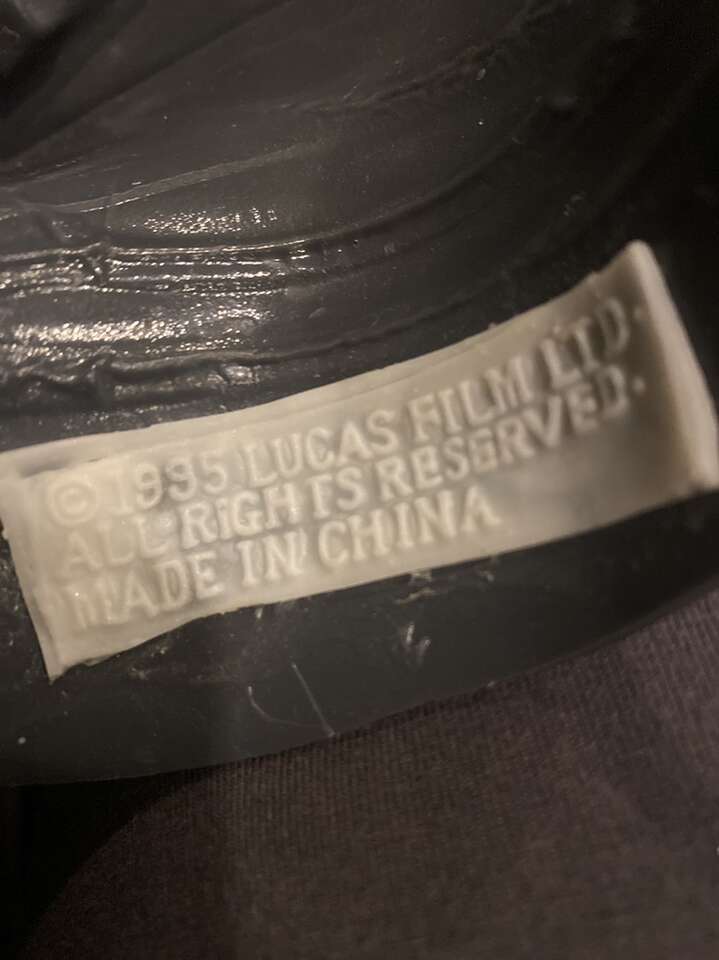 © 1995 LUCAS FILM LTD.
ALL RIGHTS RESERVED.
MADE IN CHINA